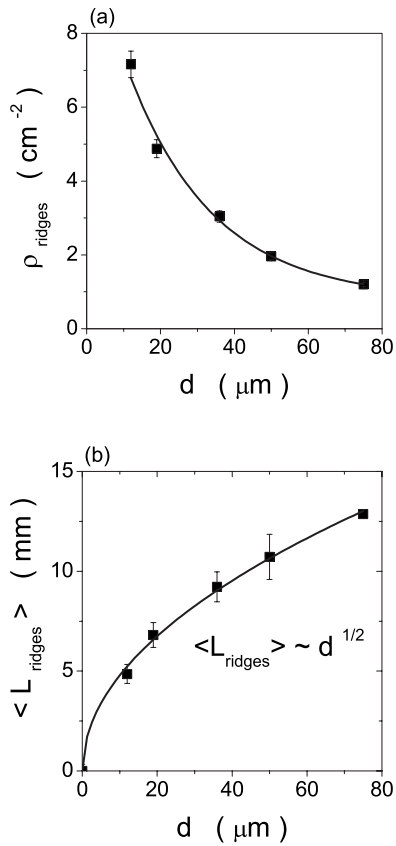 (a)
8
6
4
2
0
ρ ridges ( cm -2 )
0 20 40 60 80
d ( μm )
(b)
15
10
5
0
< L ridges > ( mm )
<L ridges> ~ d 1/2
0 20 40 60 80
d ( μm )